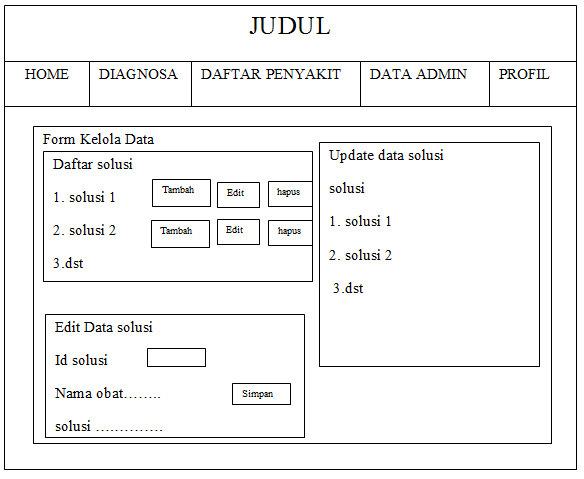 JUDUL
HOME DIAGNOSA DAFTAR PENYAKIT DATA ADMIN PROFIL
Form Kelola Data
Daftar solusi
1. solusi 1 Tambah Edit hapus
2. solusi 2 Tambah Edit hapus
3.dst
Update data solusi
solusi
1. solusi 1
2. solusi 2
3.dst
Edit Data solusi
Id solusi
Nama obat…….. Simpan
solusi ………….